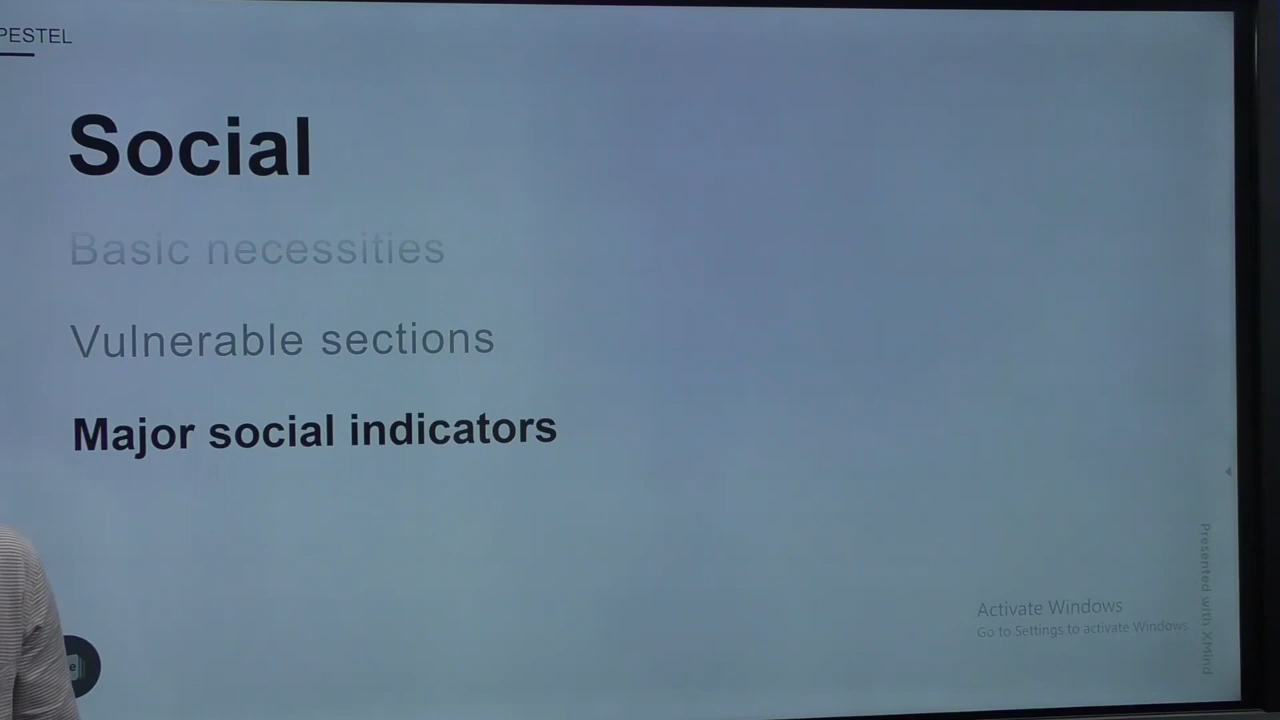 PESTEL
Social
Basic necessities
Vulnerable sections
Major social indicators
Activate Windows
Go to Settings to activate Windows.
Presented with XMind
e